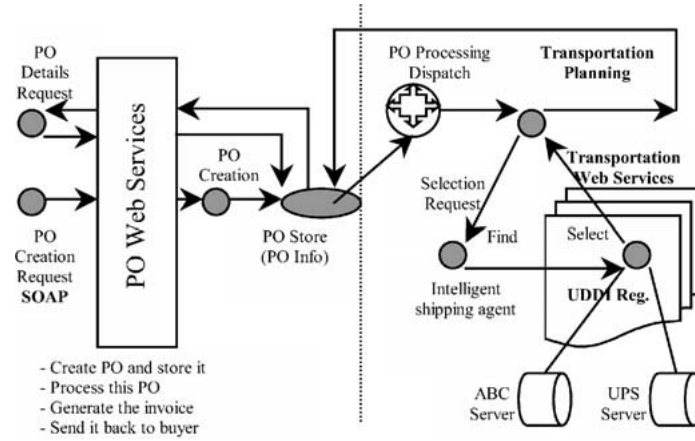 PO
Details
Request
PO
Creation
Request
SOAP
PO Web Services
PO
Creation
PO Store
(PO Info)
- Create PO and store it
- Process this PO
- Generate the invoice
- Send it back to buyer
PO Processing
Dispatch
Transportation
Planning
Transportation
Web Services
Selection
Request
Find
Select
Intelligent
shipping agent
UDDI Reg.
ABC
Server
UPS
Server